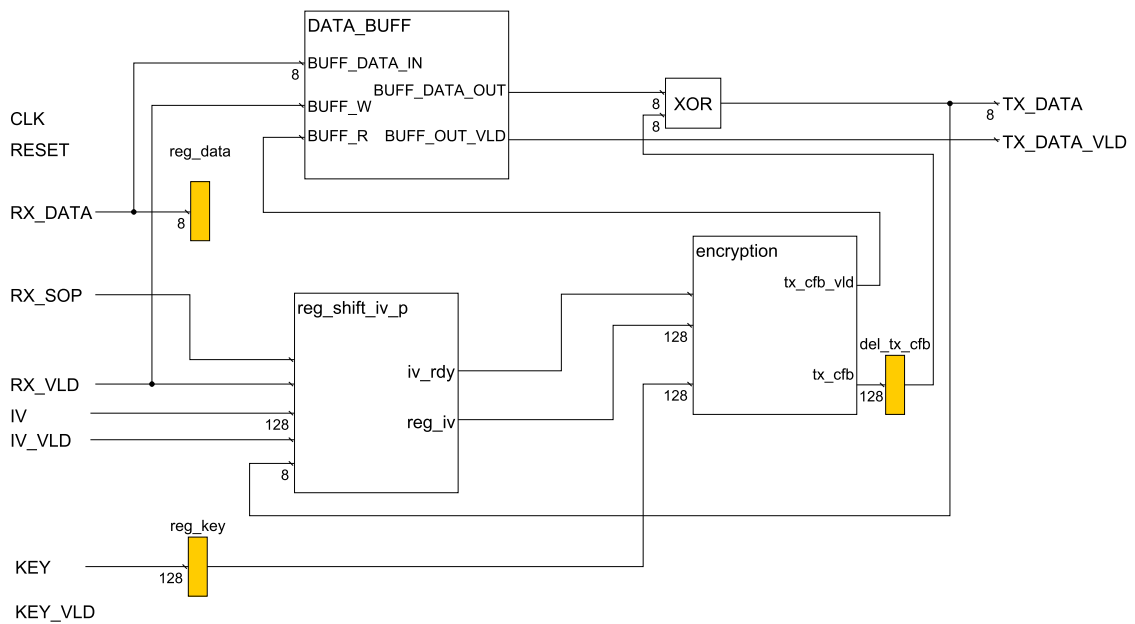 DATA_BUFF
BUFF_DATA_IN
8
BUFF_DATA_OUT
8
XOR
BUFF_W
TX_DATA
8
CLK
8
BUFF_R
BUFF_OUT_VLD
TX_DATA_VLD
RESET
reg_data
RX_DATA
8
encryption
tx_cfb_vld
RX_SOP
reg_shift_iv_p
128
del_tx_cfb
iv_rdy
tx_cfb
RX_VLD
128
128
IV
128
reg_iv
IV_VLD
8
reg_key
KEY
128
KEY_VLD